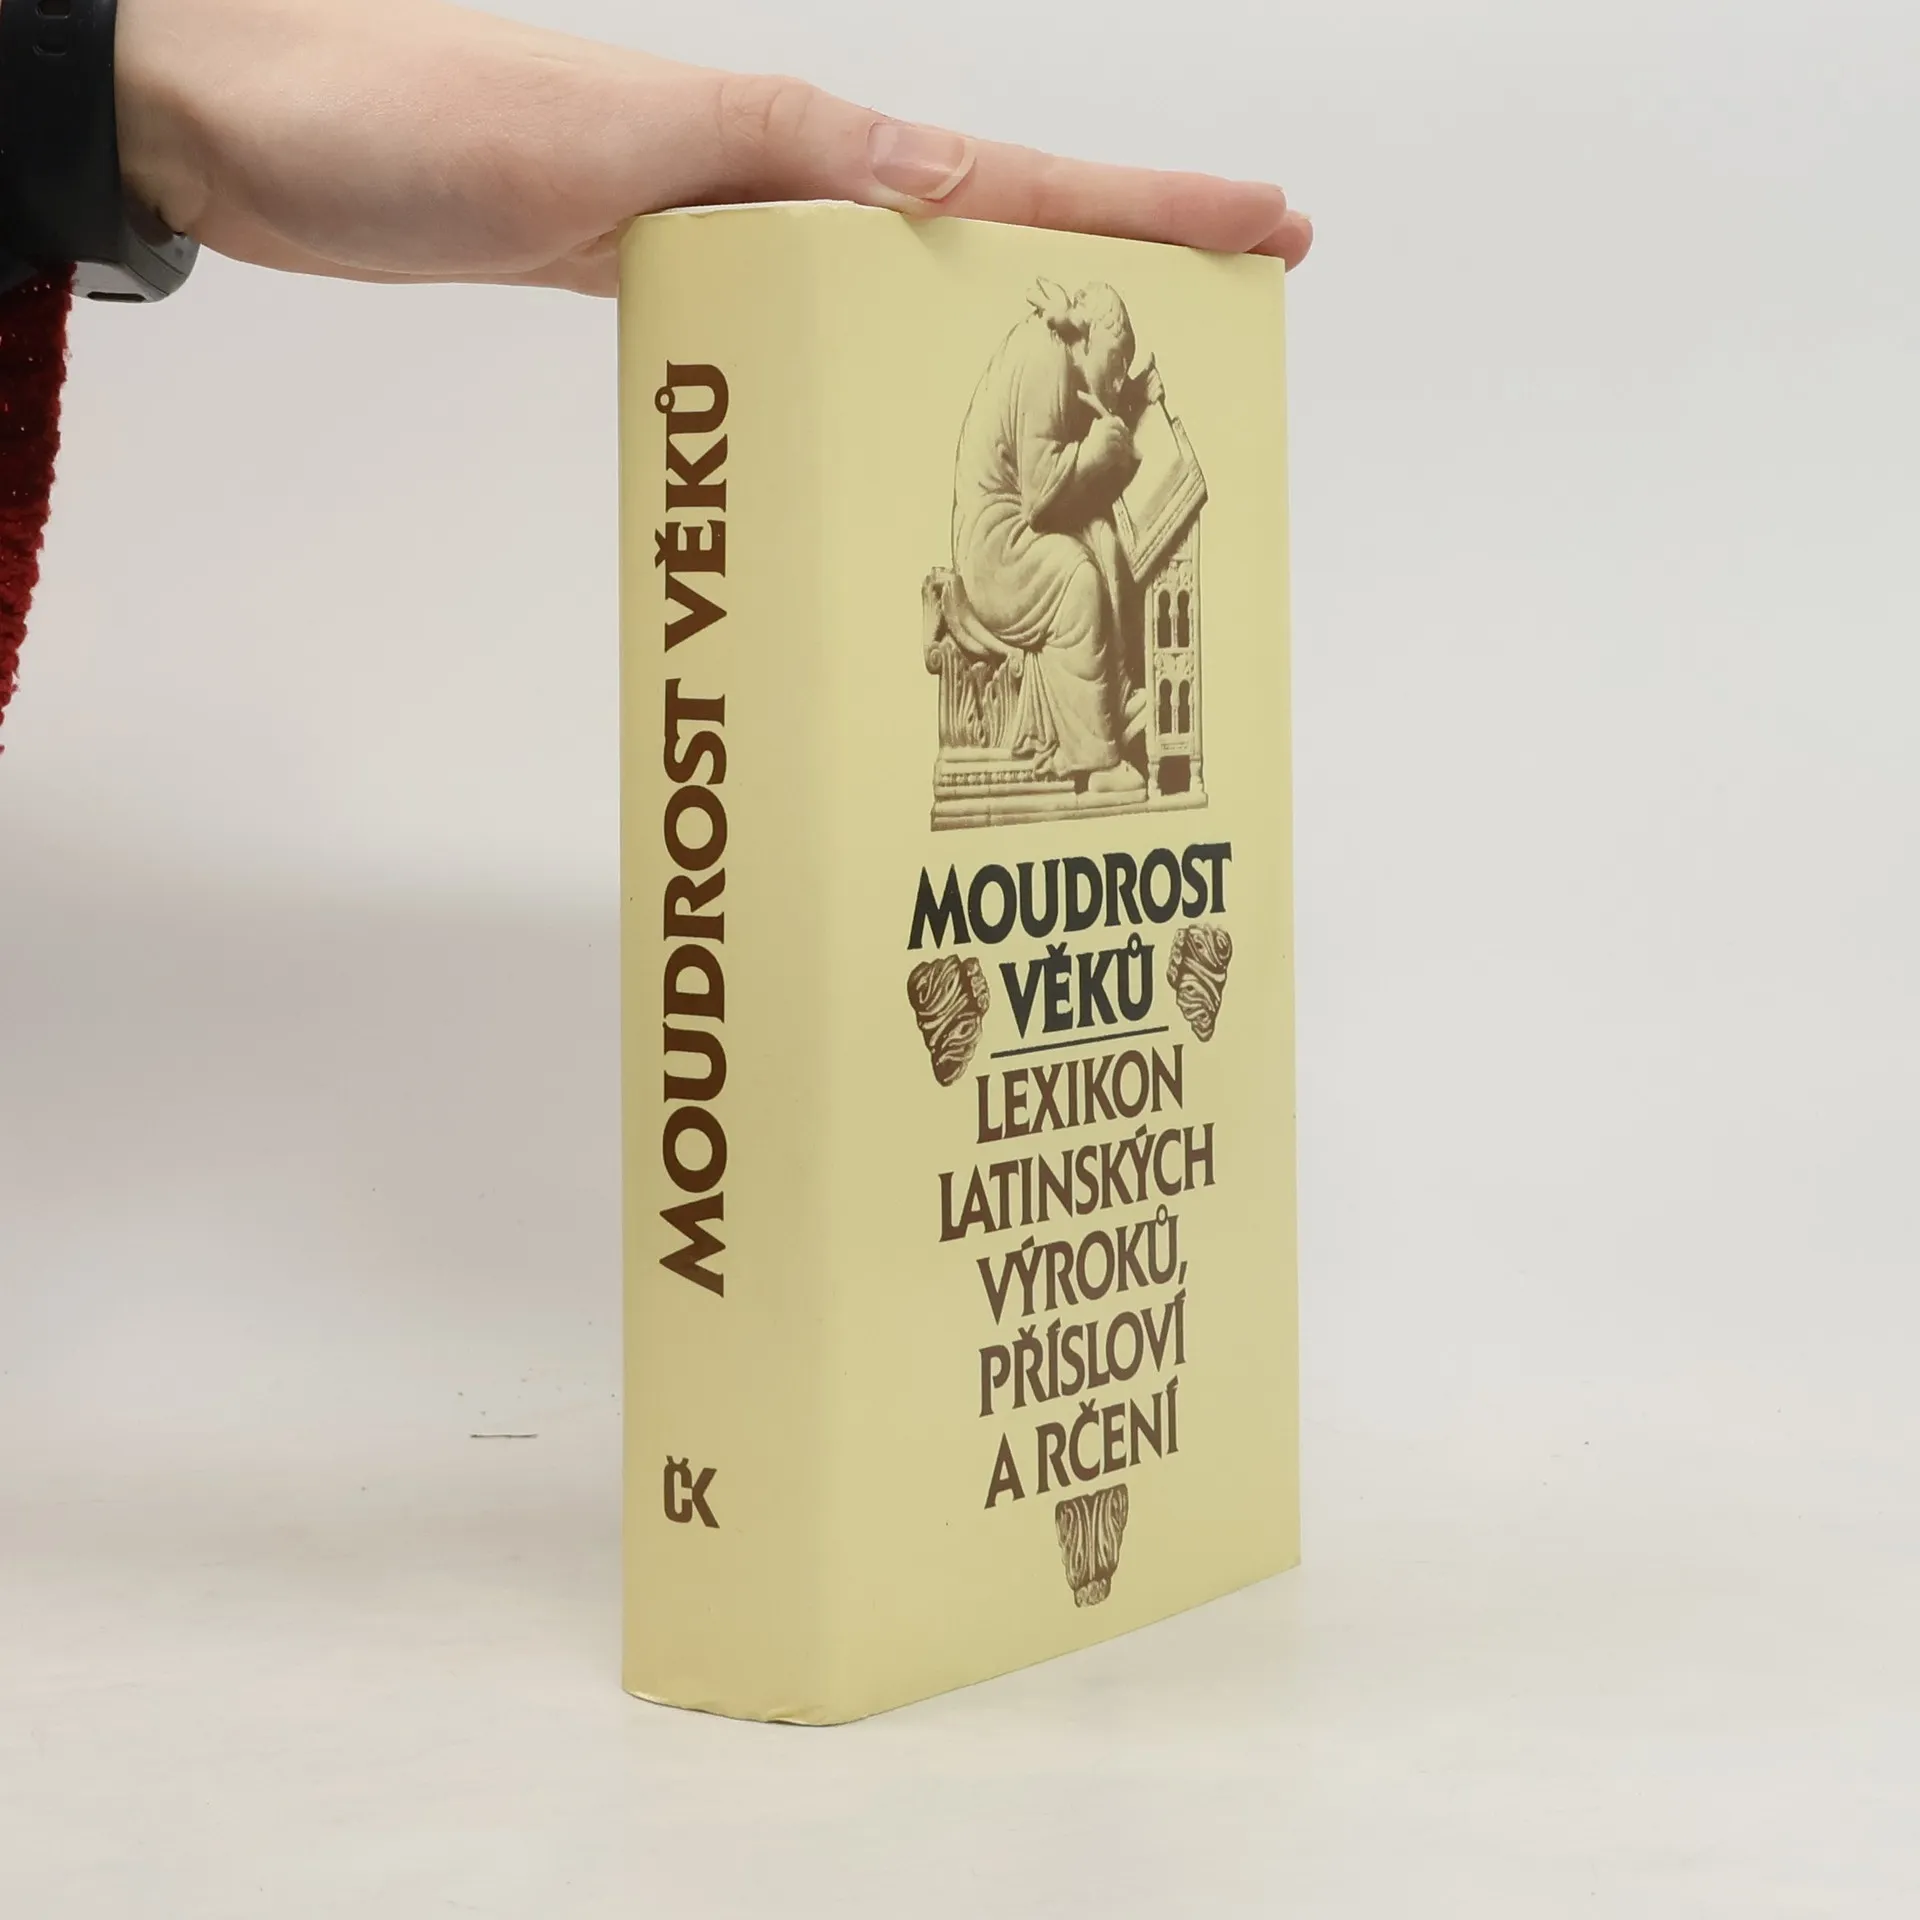 MOUDROST VĚKŮ
ČK
MOUDROST
VĚKŮ
LEXIKON
LATINSKÝCH
VÝROKŮ,
PŘÍSLOVÍ
A RČENÍ